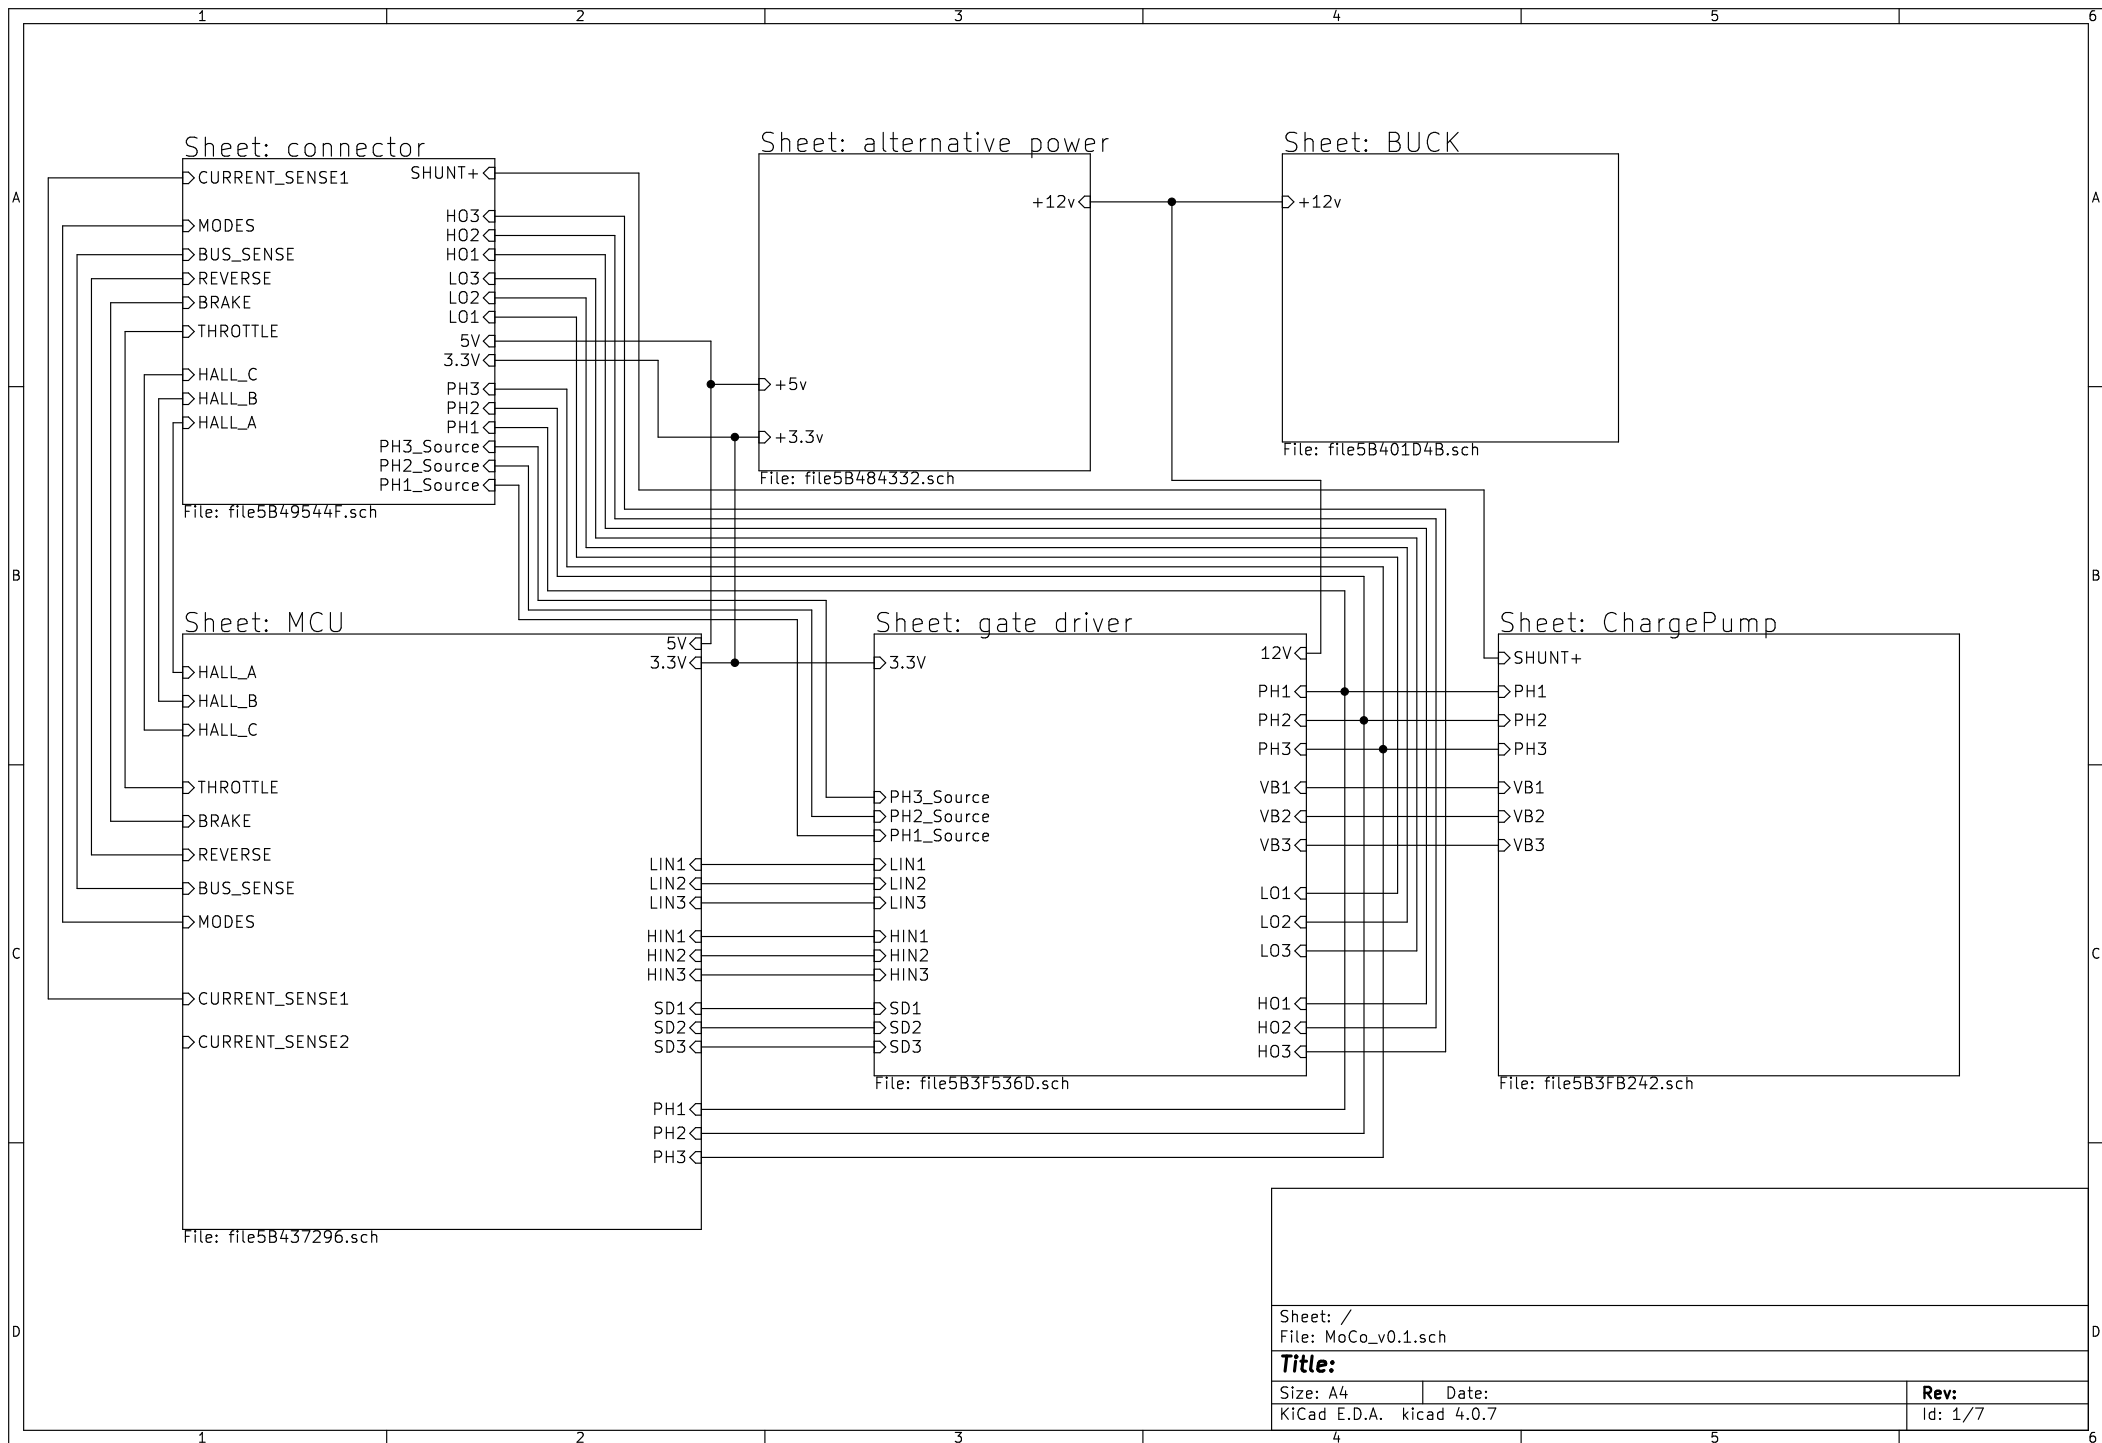 1 2 3 4 5 6
A
B
C
D
A
B
C
D
Sheet: connector
CURRENT_SENSE1
MODES
BUS_SENSE
REVERSE
BRAKE
THROTTLE
HALL_C
HALL_B
HALL_A
SHUNT+
HO3
HO2
HO1
LO3
LO2
LO1
5V
3.3V
PH3
PH2
PH1
PH3_Source
PH2_Source
PH1_Source
File: file5B49544F.sch
Sheet: alternative power
+12v
+5v
+3.3v
File: file5B484332.sch
Sheet: BUCK
+12v
File: file5B401D4B.sch
Sheet: MCU
HALL_A
HALL_B
HALL_C
THROTTLE
BRAKE
REVERSE
BUS_SENSE
MODES
CURRENT_SENSE1
CURRENT_SENSE2
5V
3.3V
LIN1
LIN2
LIN3
HIN1
HIN2
HIN3
SD1
SD2
SD3
PH1
PH2
PH3
File: file5B437296.sch
Sheet: gate driver
3.3V
PH3_Source
PH2_Source
PH1_Source
LIN1
LIN2
LIN3
HIN1
HIN2
HIN3
SD1
SD2
SD3
12V
PH1
PH2
PH3
VB1
VB2
VB3
LO1
LO2
LO3
HO1
HO2
HO3
File: file5B3F536D.sch
Sheet: ChargePump
SHUNT+
PH1
PH2
PH3
VB1
VB2
VB3
File: file5B3FB242.sch
Sheet: /
File: MoCo_v0.1.sch
Title:
Size: A4 Date: Rev:
KiCad E.D.A. kicad 4.0.7 Id: 1/7
1 2 3 4 5 6